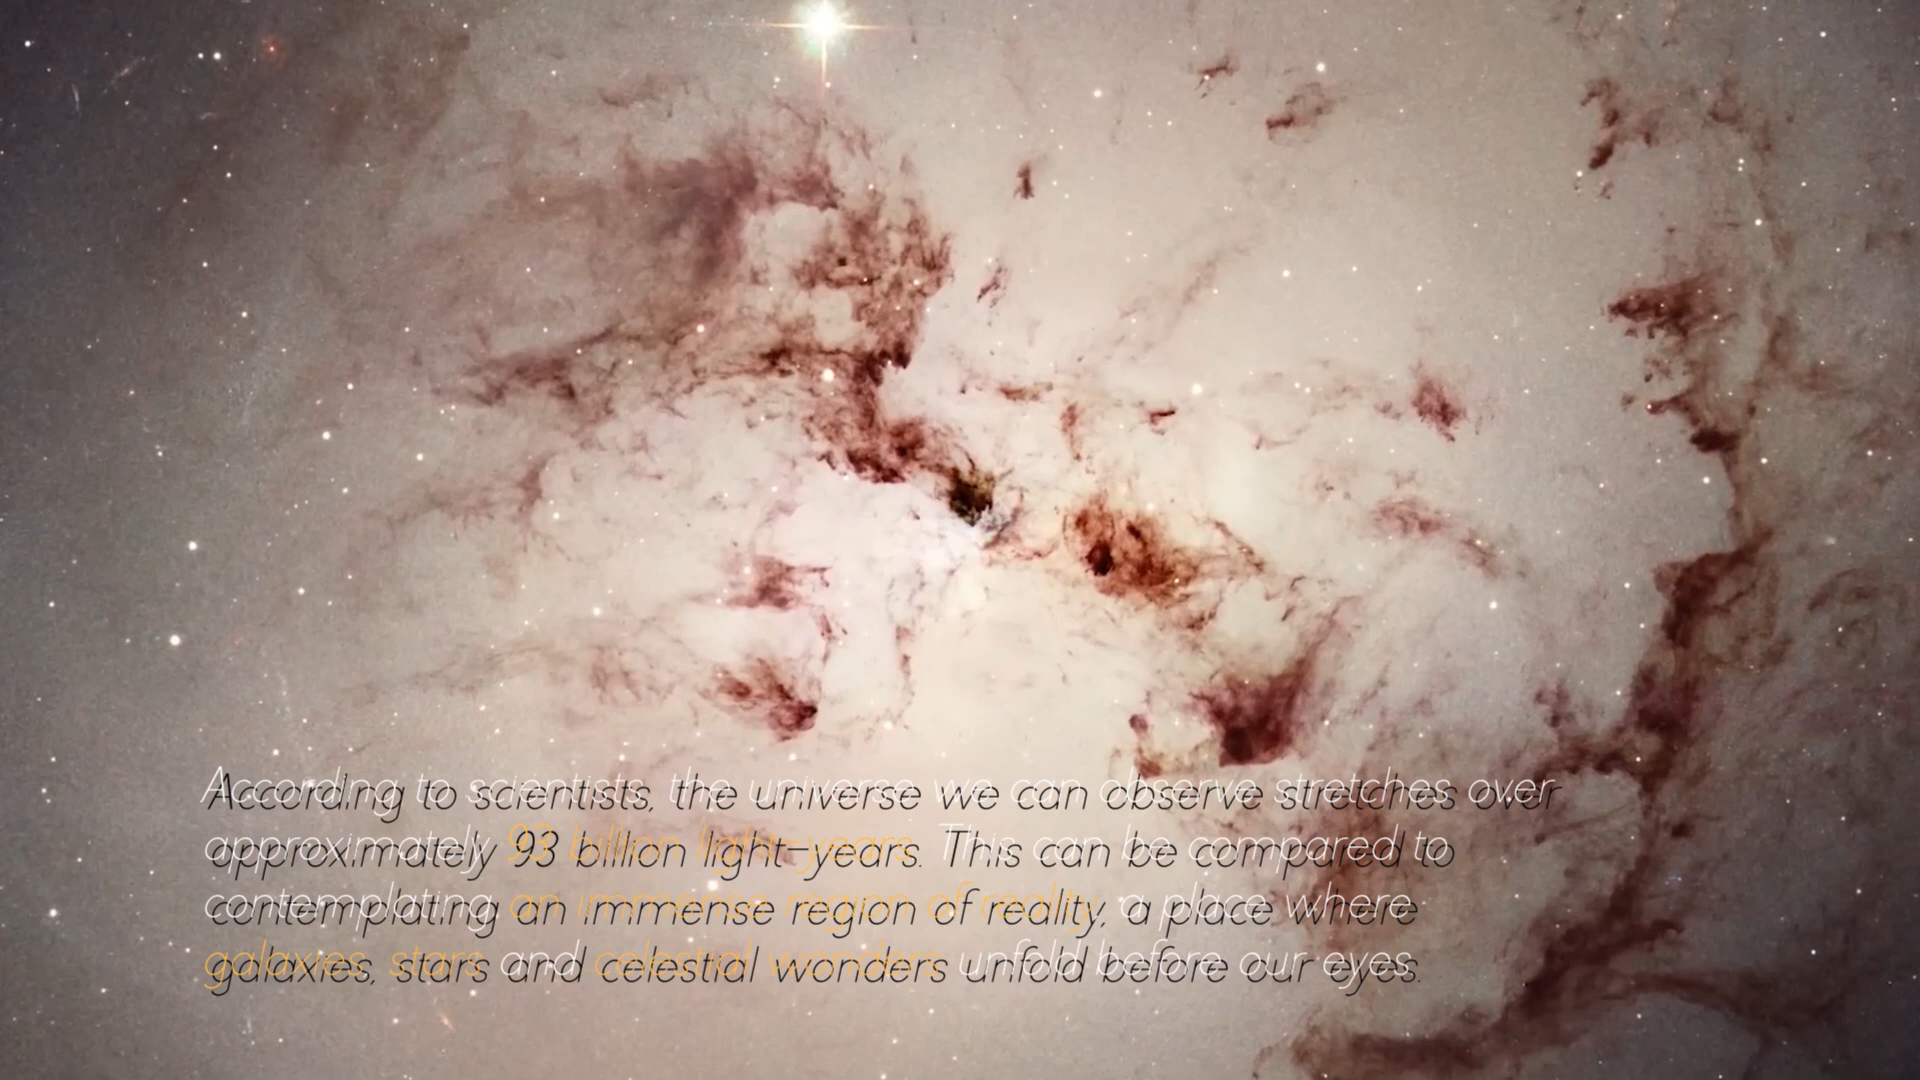 According to scientists, the universe we can observe stretches over
approximately 93 billion light-years. This can be compared to
contemplating an immense region of reality, a place where
galaxies, stars and celestial wonders unfold before our eyes.